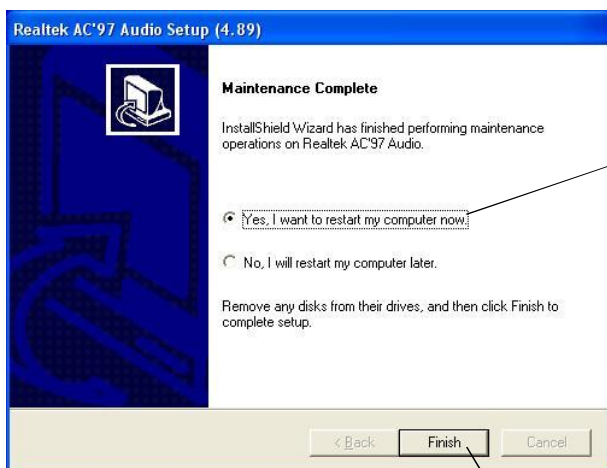 Realtek AC'97 Audio Setup (4.89)
Maintenance Complete
InstallShield Wizard has finished performing maintenance
operations on Realtek AC'97 Audio.
Yes, I want to restart my computer now.
No, I will restart my computer later.
Remove any disks from their drives, and then click Finish to
complete setup.
< Back Finish Cancel